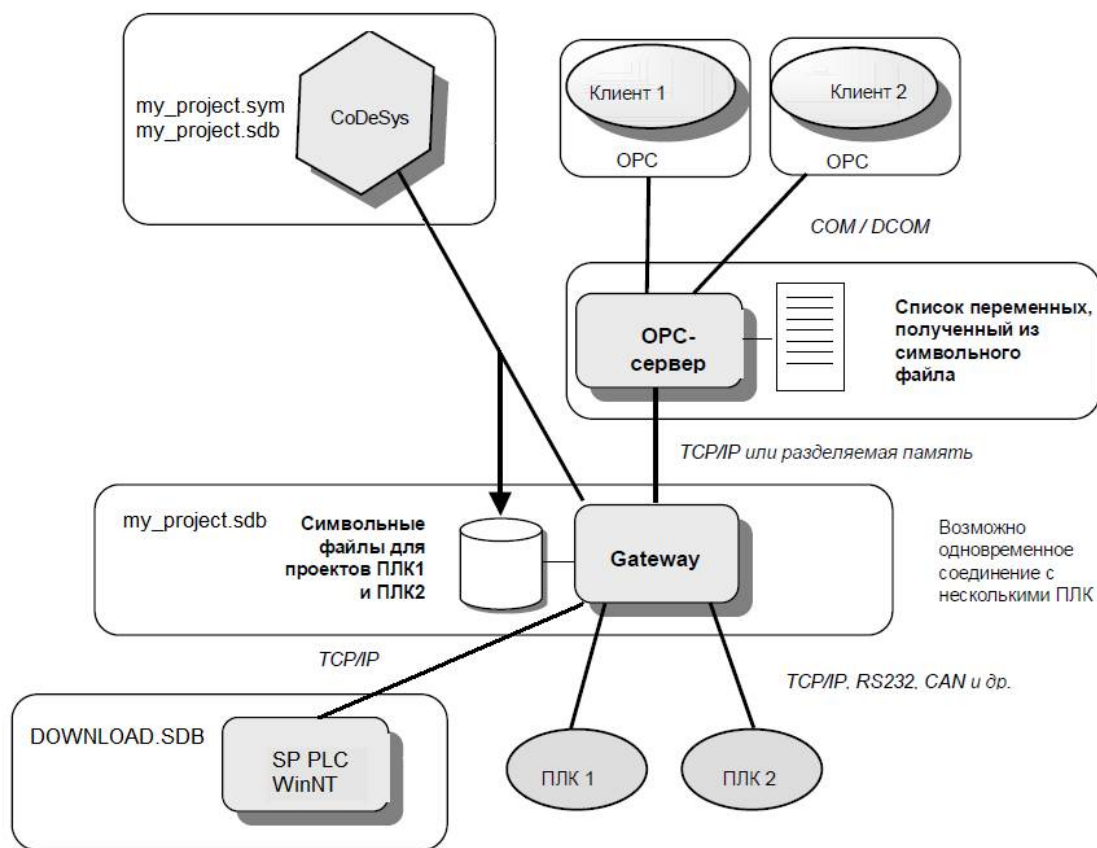 my_project.sym
my_project.sdb
CoDeSys
Клиент 1
OPC
Клиент 2
OPC
COM / DCOM
OPC-
сервер
Список переменных,
полученный из
символьного
файла
TCP/IP или разделяемая память
my_project.sdb
Символьные
файлы для
проектов ПЛК1
и ПЛК2
Gateway
Возможно
одновременное
соединение с
несколькими ПЛК
TCP/IP
TCP/IP, RS232, CAN и др.
DOWNLOAD.SDB
SP PLC
WinNT
ПЛК 1
ПЛК 2